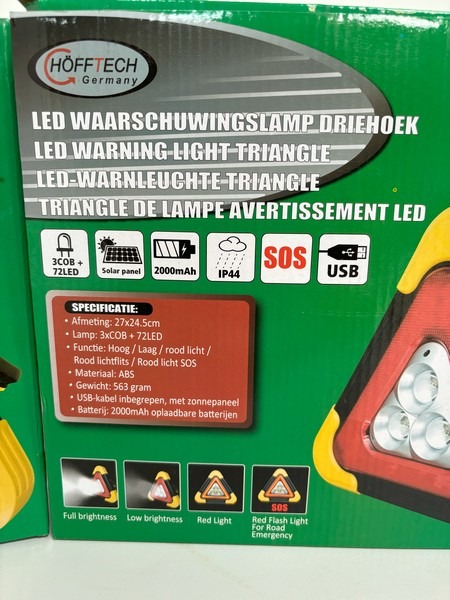 HÖFFTECH
Germany
LED WAARSCHUWINGSLAMP DRIEHOEK
LED WARNING LIGHT TRIANGLE
LED-WARNLEUCHTE TRIANGLE
TRIANGLE DE LAMPE AVERTISSEMENT LED
3COB +
72LED
Solar panel
2000mAh
IP44
SOS
USB
SPECIFICATIE:
• Afmeting: 27x24.5cm
• Lamp: 3xCOB + 72LED
• Functie: Hoog / Laag / rood licht /
Rood lichtflits / Rood licht SOS
• Materiaal: ABS
• Gewicht: 563 gram
• USB-kabel inbegrepen, met zonnepaneel
• Batterij: 2000mAh oplaadbare batterijen
Full brightness
Low brightness
Red Light
SOS
Red Flash Light
For Road
Emergency